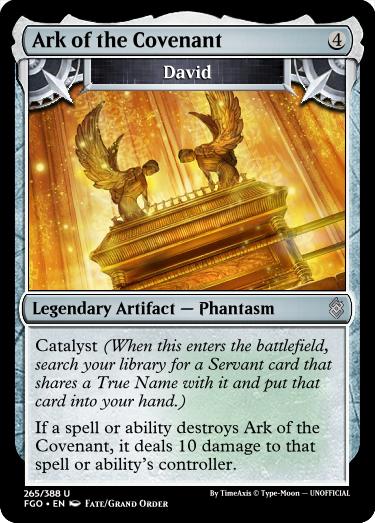 Ark of the Covenant 4
David
Legendary Artifact — Phantasm
Catalyst (When this enters the battlefield,
search your library for a Servant card that
shares a True Name with it and put that
card into your hand.)
If a spell or ability destroys Ark of the
Covenant, it deals 10 damage to that
spell or ability's controller.
265/388 U
FGO • EN Fate/Grand Order
By TimeAxis © Type-Moon — UNOFFICIAL